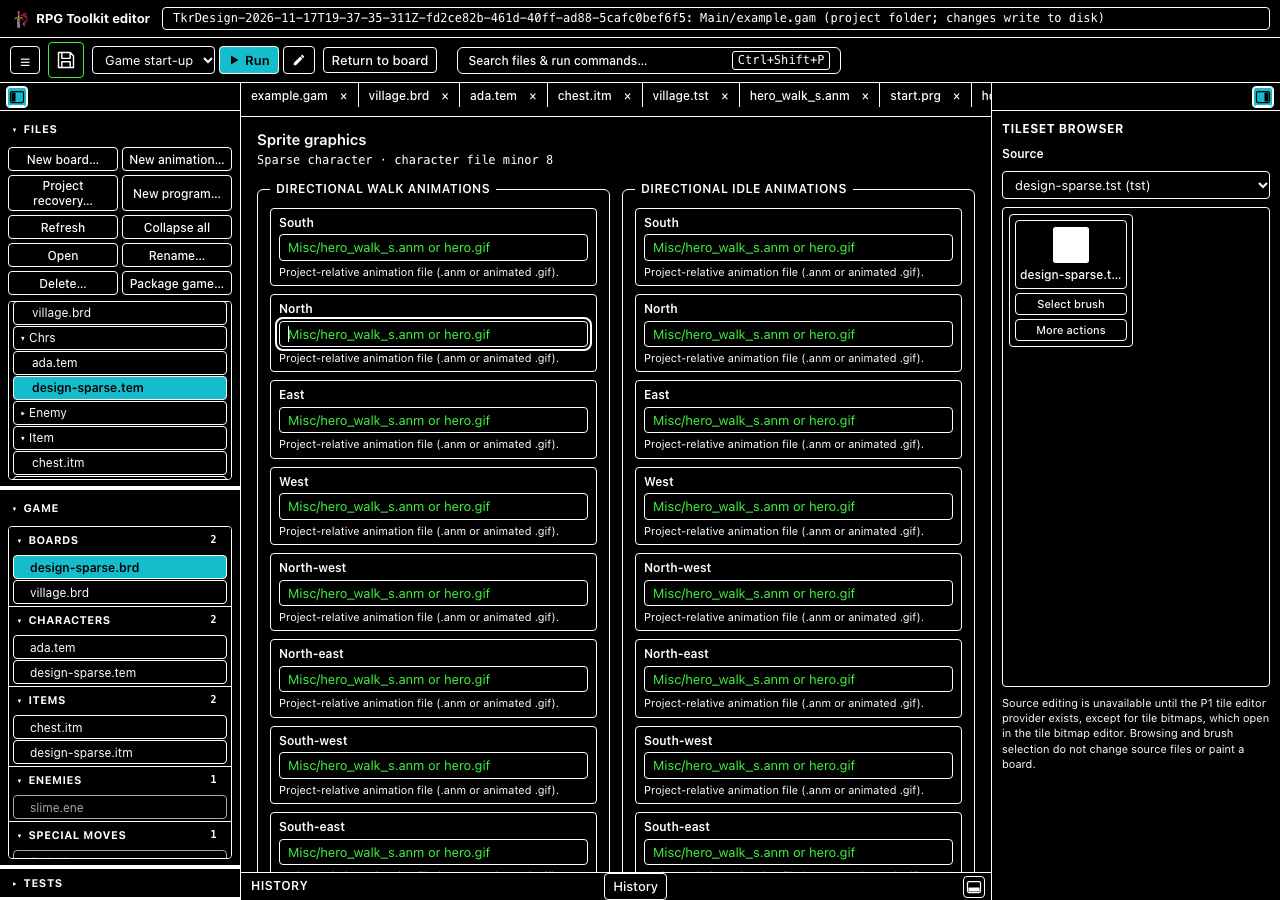 RPG Toolkit editor
TkrDesign-2026-11-17T19-37-35-311Z-fd2ce82b-461d-40ff-ad88-5cafc0bef6f5: Main/example.gam (project folder; changes write to disk)
Game start-up
Run
Return to board
Search files & run commands...
Ctrl+Shift+P
FILES
New board...
New animation...
Project recovery...
New program...
Refresh
Collapse all
Open
Rename...
Delete...
Package game...
village.brd
Chrs
ada.tem
design-sparse.tem
Enemy
Item
chest.itm
GAME
BOARDS 2
design-sparse.brd
village.brd
CHARACTERS 2
ada.tem
design-sparse.tem
ITEMS 2
chest.itm
design-sparse.itm
ENEMIES 1
slime.ene
SPECIAL MOVES 1
TESTS
example.gam ×
village.brd ×
ada.tem ×
chest.itm ×
village.tst ×
hero_walk_s.anm ×
start.prg ×
Sprite graphics
Sparse character · character file minor 8
DIRECTIONAL WALK ANIMATIONS
South
Misc/hero_walk_s.anm or hero.gif
Project-relative animation file (.anm or animated .gif).
North
Misc/hero_walk_s.anm or hero.gif
Project-relative animation file (.anm or animated .gif).
East
Misc/hero_walk_s.anm or hero.gif
Project-relative animation file (.anm or animated .gif).
West
Misc/hero_walk_s.anm or hero.gif
Project-relative animation file (.anm or animated .gif).
North-west
Misc/hero_walk_s.anm or hero.gif
Project-relative animation file (.anm or animated .gif).
North-east
Misc/hero_walk_s.anm or hero.gif
Project-relative animation file (.anm or animated .gif).
South-west
Misc/hero_walk_s.anm or hero.gif
Project-relative animation file (.anm or animated .gif).
South-east
Misc/hero_walk_s.anm or hero.gif
DIRECTIONAL IDLE ANIMATIONS
South
Misc/hero_walk_s.anm or hero.gif
Project-relative animation file (.anm or animated .gif).
North
Misc/hero_walk_s.anm or hero.gif
Project-relative animation file (.anm or animated .gif).
East
Misc/hero_walk_s.anm or hero.gif
Project-relative animation file (.anm or animated .gif).
West
Misc/hero_walk_s.anm or hero.gif
Project-relative animation file (.anm or animated .gif).
North-west
Misc/hero_walk_s.anm or hero.gif
Project-relative animation file (.anm or animated .gif).
North-east
Misc/hero_walk_s.anm or hero.gif
Project-relative animation file (.anm or animated .gif).
South-west
Misc/hero_walk_s.anm or hero.gif
Project-relative animation file (.anm or animated .gif).
South-east
Misc/hero_walk_s.anm or hero.gif
HISTORY
History
TILESET BROWSER
Source
design-sparse.tst (tst)
design-sparse.t...
Select brush
More actions
Source editing is unavailable until the P1 tile editor
provider exists, except for tile bitmaps, which open
in the tile bitmap editor. Browsing and brush
selection do not change source files or paint a
board.